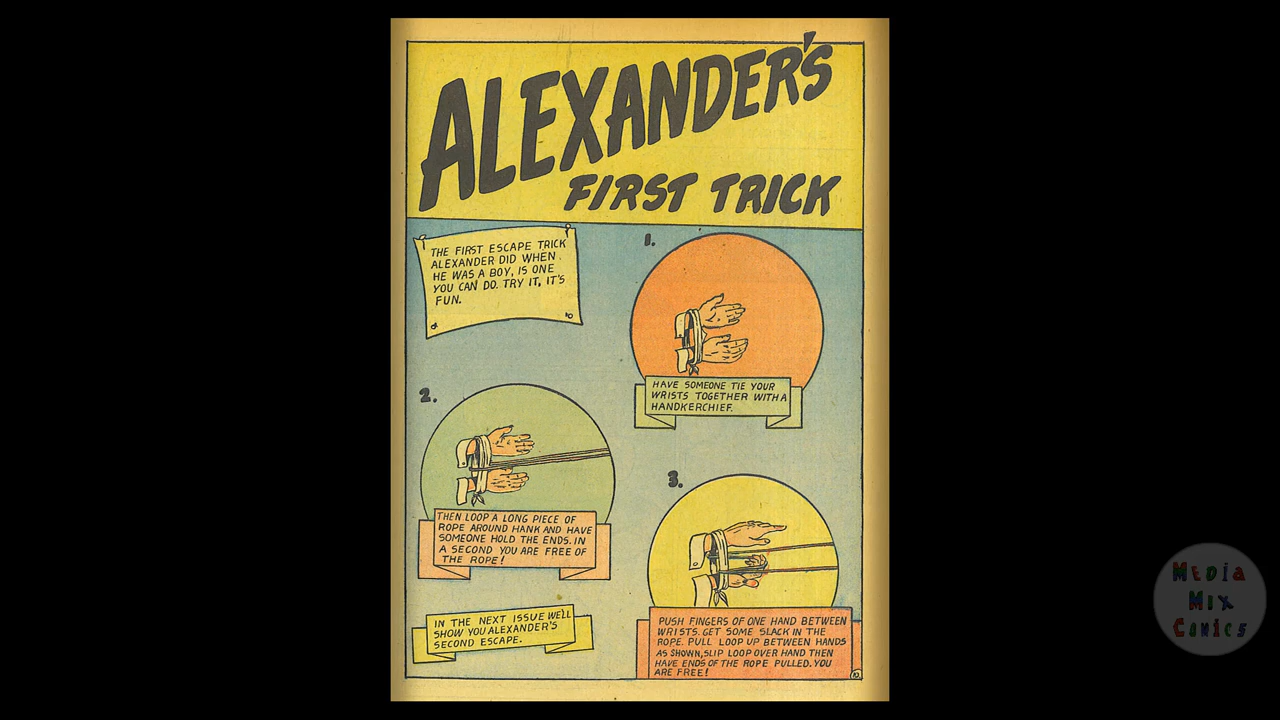 ALEXANDER'S
FIRST TRICK
THE FIRST ESCAPE TRICK
ALEXANDER DID WHEN
HE WAS A BOY, IS ONE
YOU CAN DO. TRY IT, IT'S
FUN.
1.
HAVE SOMEONE TIE YOUR
WRISTS TOGETHER WITH A
HANDKERCHIEF.
2.
THEN LOOP A LONG PIECE OF
ROPE AROUND HANK AND HAVE
SOMEONE HOLD THE ENDS. IN
A SECOND YOU ARE FREE OF
THE ROPE!
3.
PUSH FINGERS OF ONE HAND BETWEEN
WRISTS. GET SOME SLACK IN THE
ROPE. PULL LOOP UP BETWEEN HANDS
AS SHOWN, SLIP LOOP OVER HAND THEN
HAVE ENDS OF THE ROPE PULLED. YOU
ARE FREE!
IN THE NEXT ISSUE WE'LL
SHOW YOU ALEXANDER'S
SECOND ESCAPE.
10
MeDia
Mix
Comics